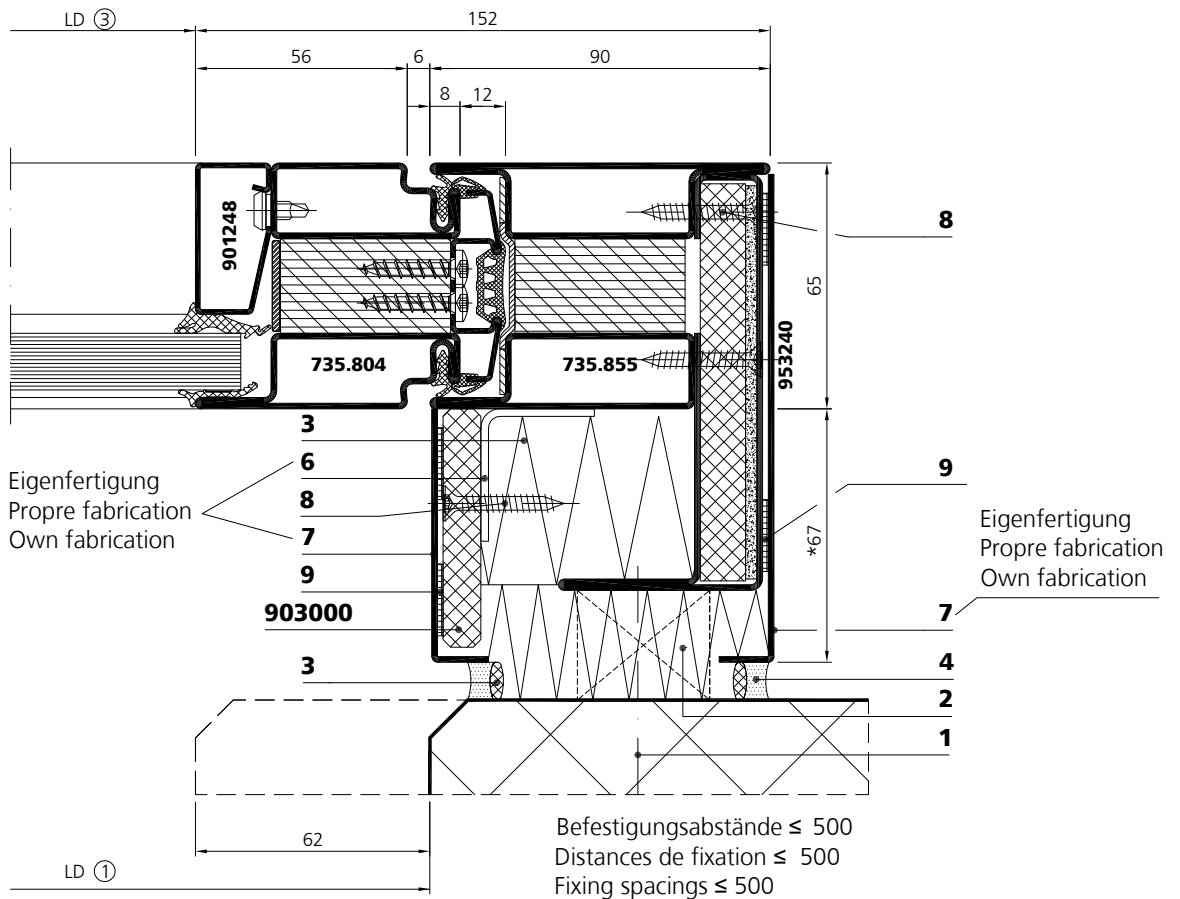 LD ③
152
56
6
90
8
12
901248
8
65
735.804
735.855
953240
3
6
8
7
9
903000
3
Eigenfertigung
Propre fabrication
Own fabrication
9
*67
Eigenfertigung
Propre fabrication
Own fabrication
7
4
2
1
62
LD ①
Befestigungsabstände ≤ 500
Distances de fixation ≤ 500
Fixing spacings ≤ 500